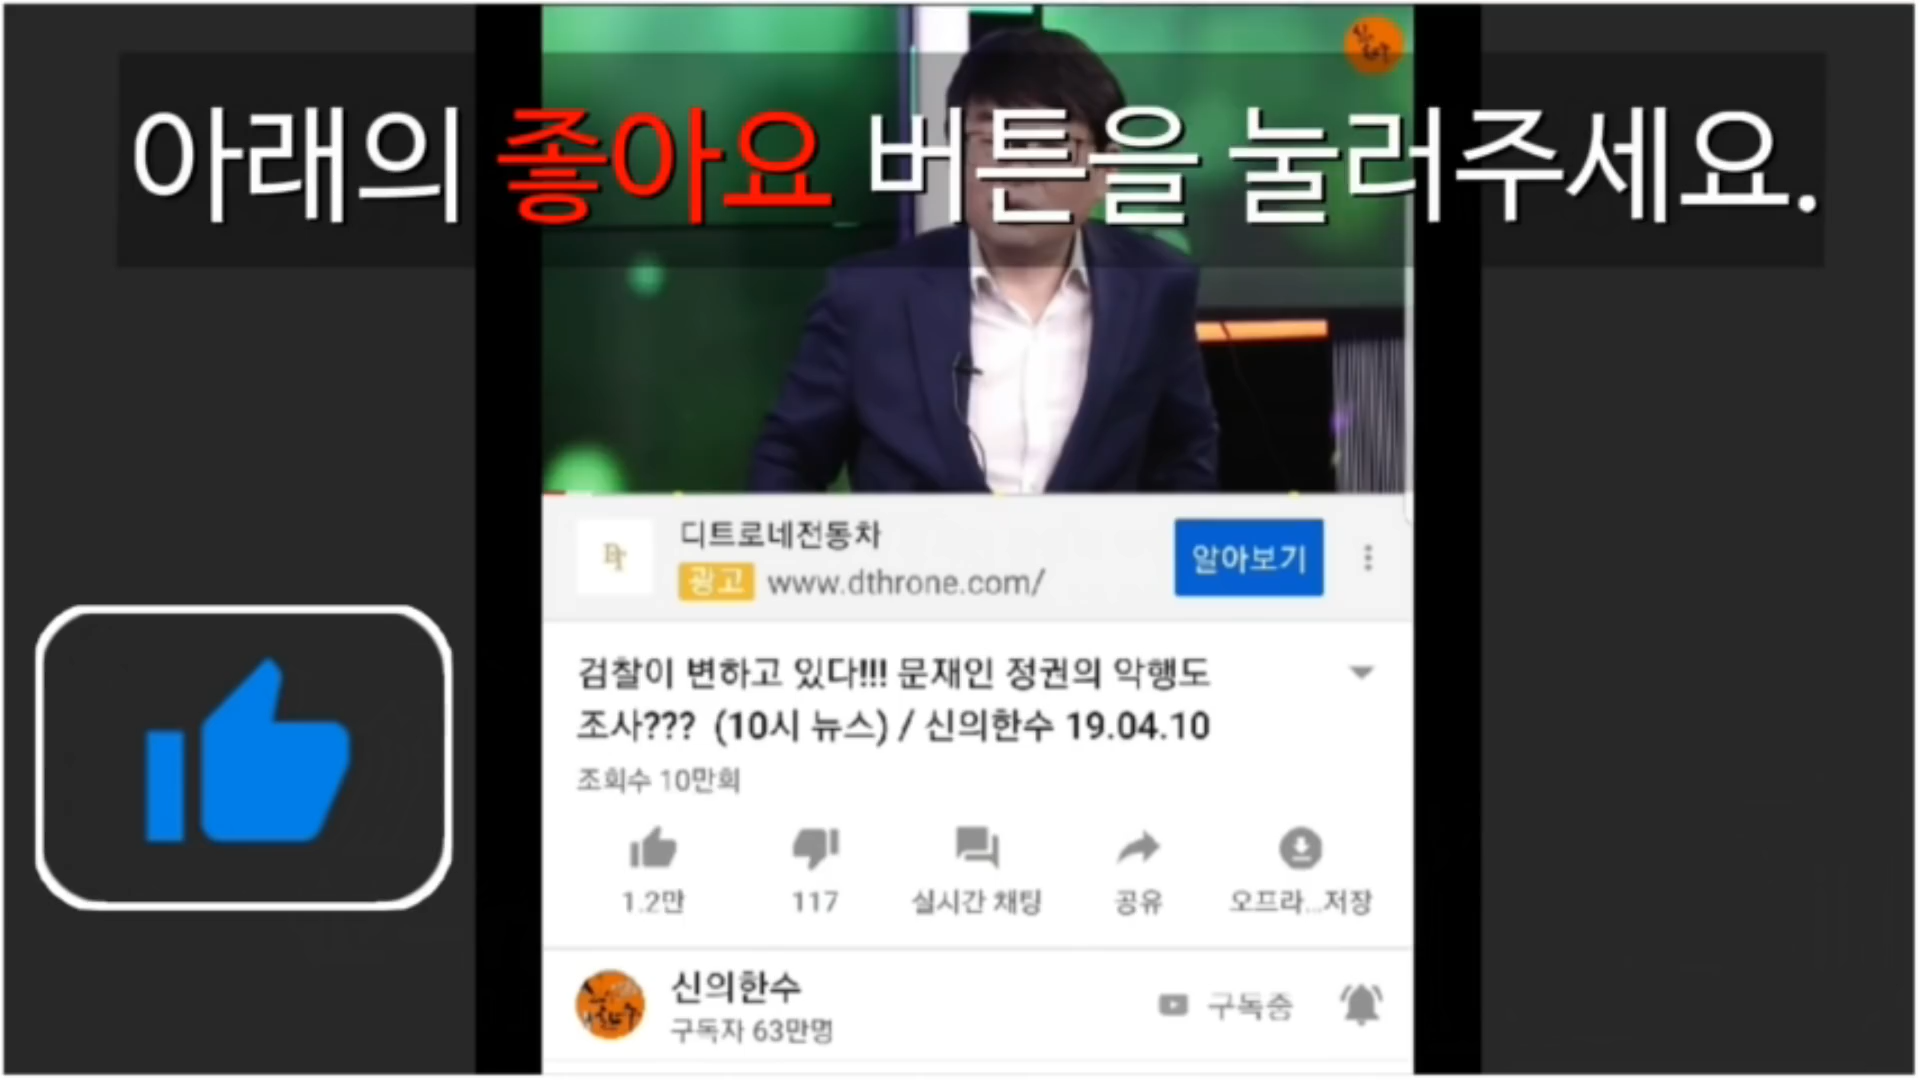 아래의 좋아요 버튼을 눌러주세요.
디트로네전동차
광고 www.dthrone.com/
알아보기
검찰이 변하고 있다!!! 문재인 정권의 악행도
조사??? (10시 뉴스) / 신의한수 19.04.10
조회수 10만회
1.2만
117
실시간 채팅
공유
오프라...저장
신의한수
구독자 63만명
구독중